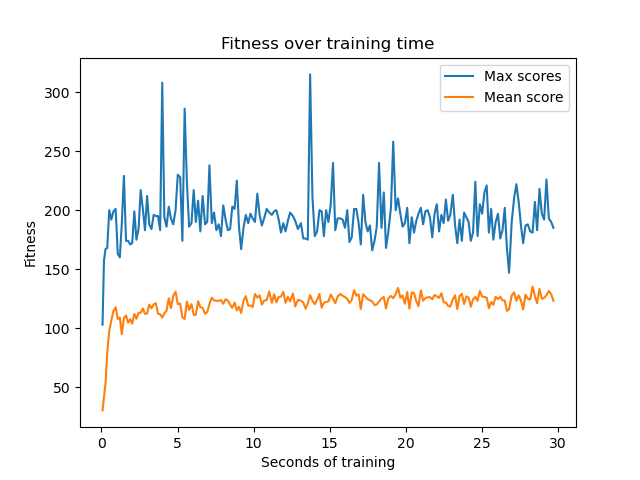 Fitness over training time
Max scores
Mean score
300
250
200
150
100
50
Fitness
0 5 10 15 20 25 30
Seconds of training